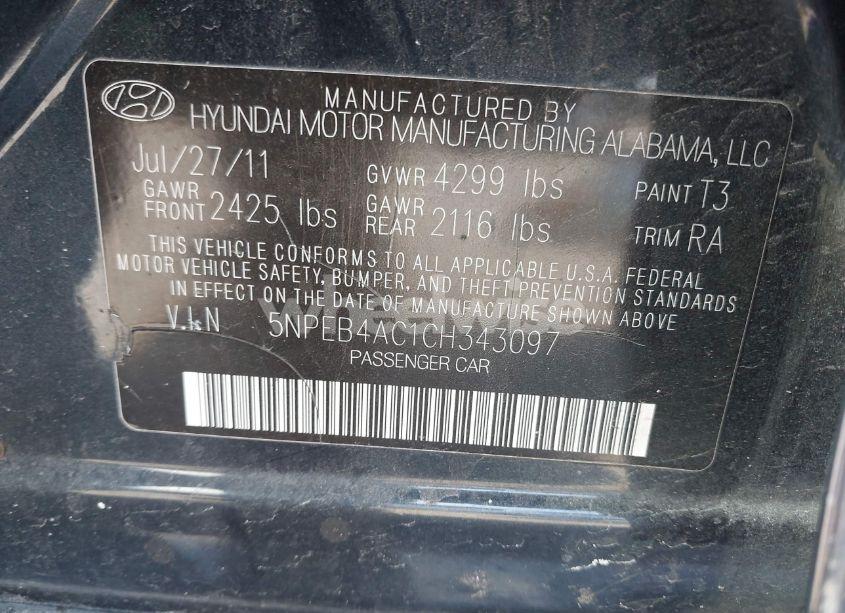 MANUFACTURED BY
HYUNDAI MOTOR MANUFACTURING ALABAMA, LLC
Jul/27/11 GVWR 4299 lbs PAINT T3
GAWR FRONT 2425 lbs GAWR REAR 2116 lbs TRIM RA
THIS VEHICLE CONFORMS TO ALL APPLICABLE U.S.A. FEDERAL
MOTOR VEHICLE SAFETY, BUMPER, AND THEFT PREVENTION STANDARDS
IN EFFECT ON THE DATE OF MANUFACTURE SHOWN ABOVE
V.I.N 5NPEB4AC1CH343097
PASSENGER CAR